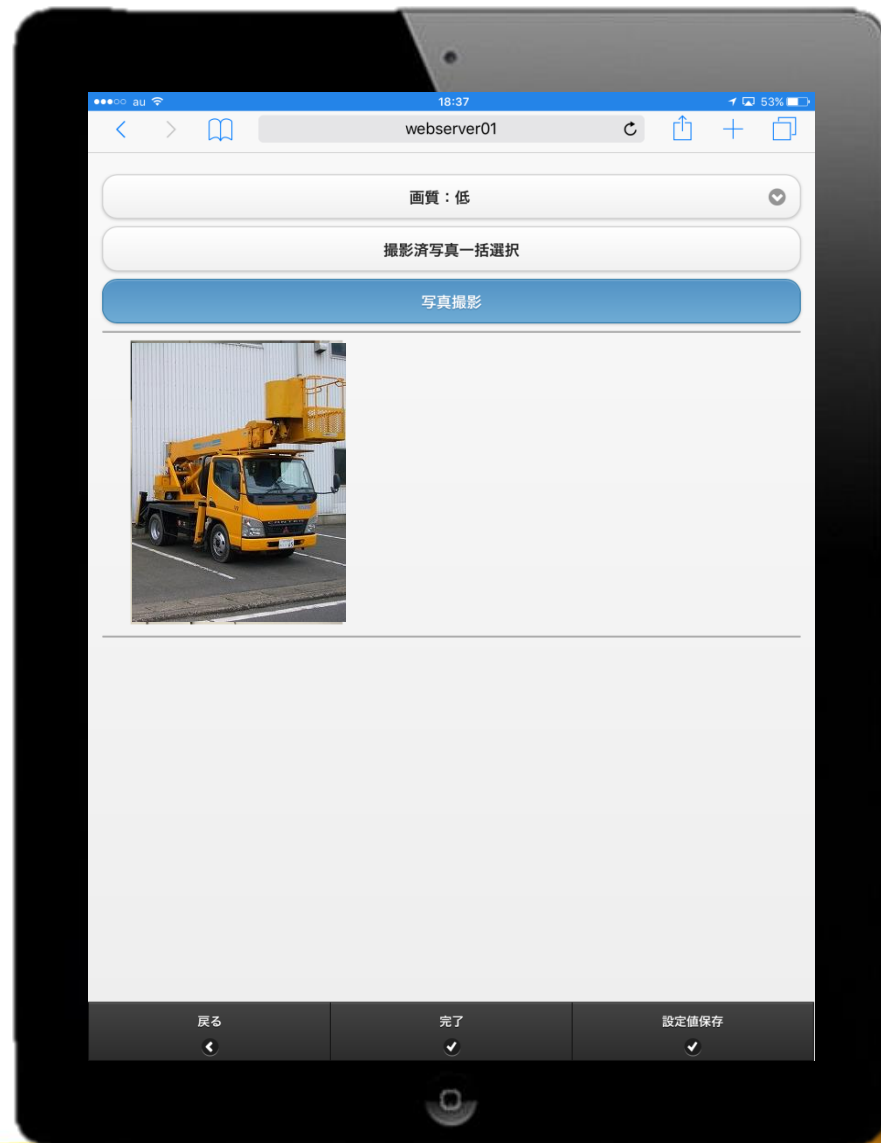 au
18:37
53%
webserver01
画質：低
撮影済写真一括選択
写真撮影
CANTER
戻る
完了
設定値保存